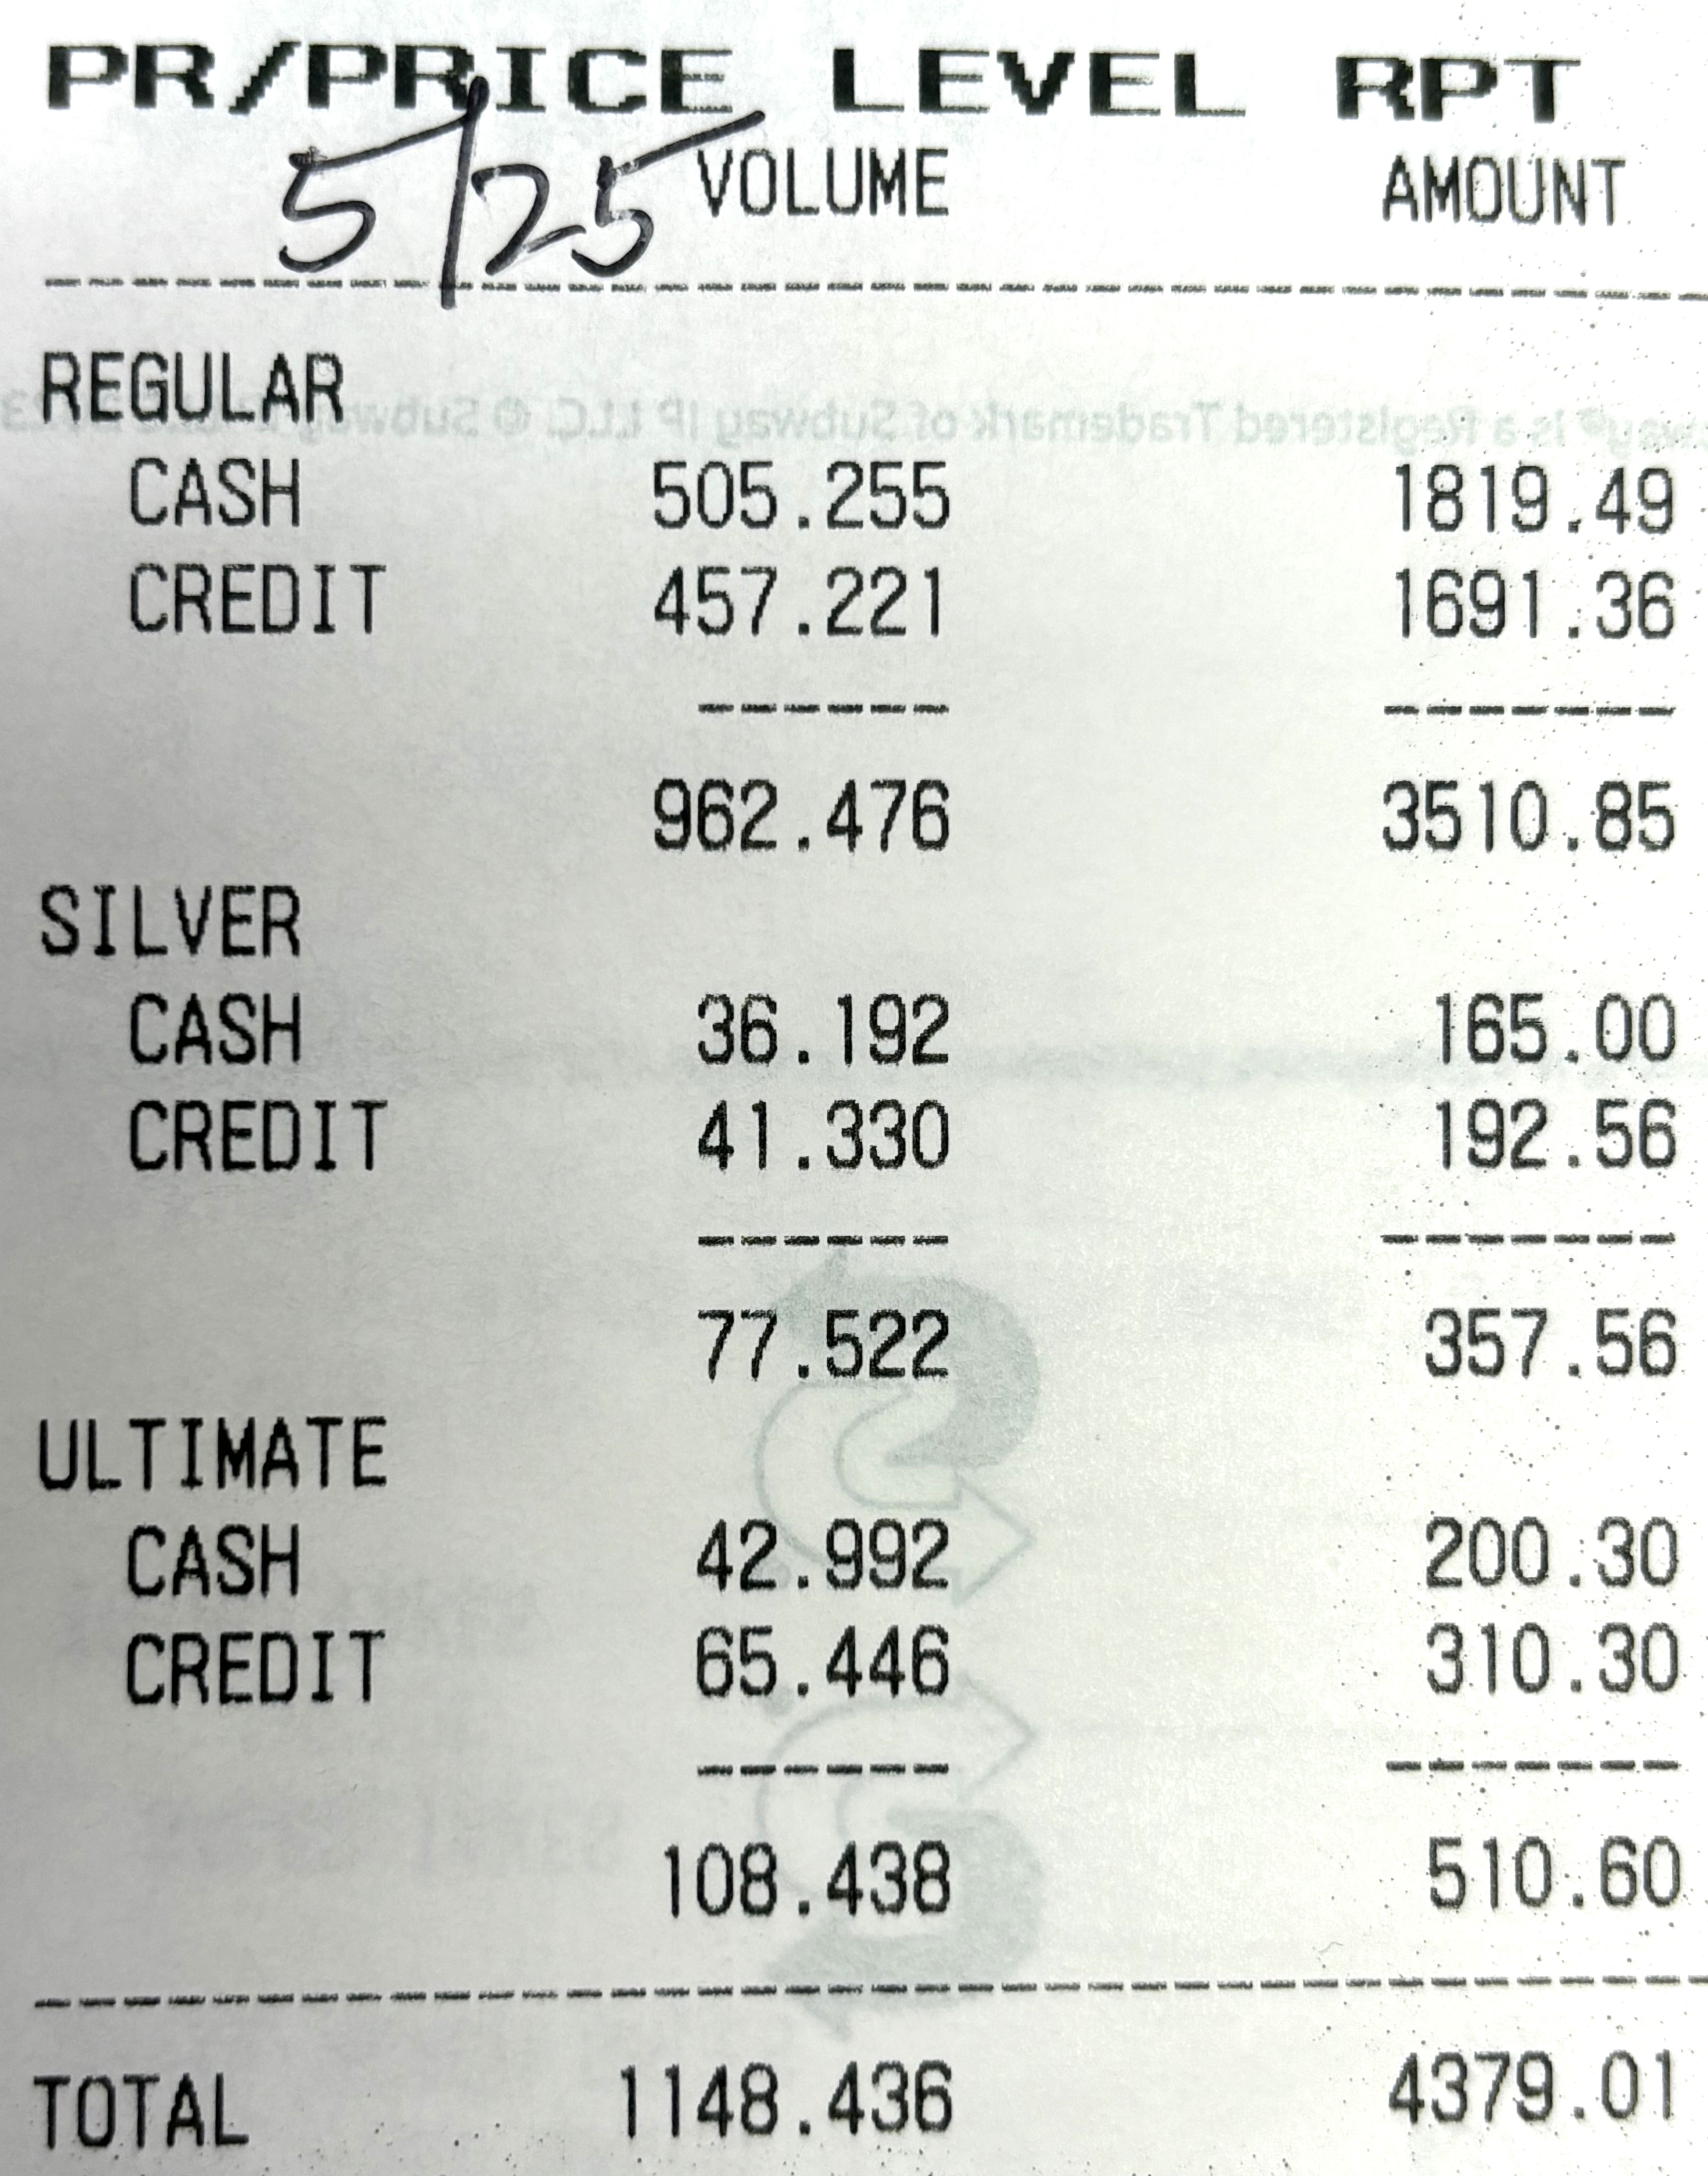 PR/PRICE LEVEL RPT
5/25 VOLUME AMOUNT
REGULAR
CASH 505.255 1819.49
CREDIT 457.221 1691.36
-------
962.476 3510.85
SILVER
CASH 36.192 165.00
CREDIT 41.330 192.56
-------
77.522 357.56
ULTIMATE
CASH 42.992 200.30
CREDIT 65.446 310.30
-------
108.438 510.60
TOTAL 1148.436 4379.01